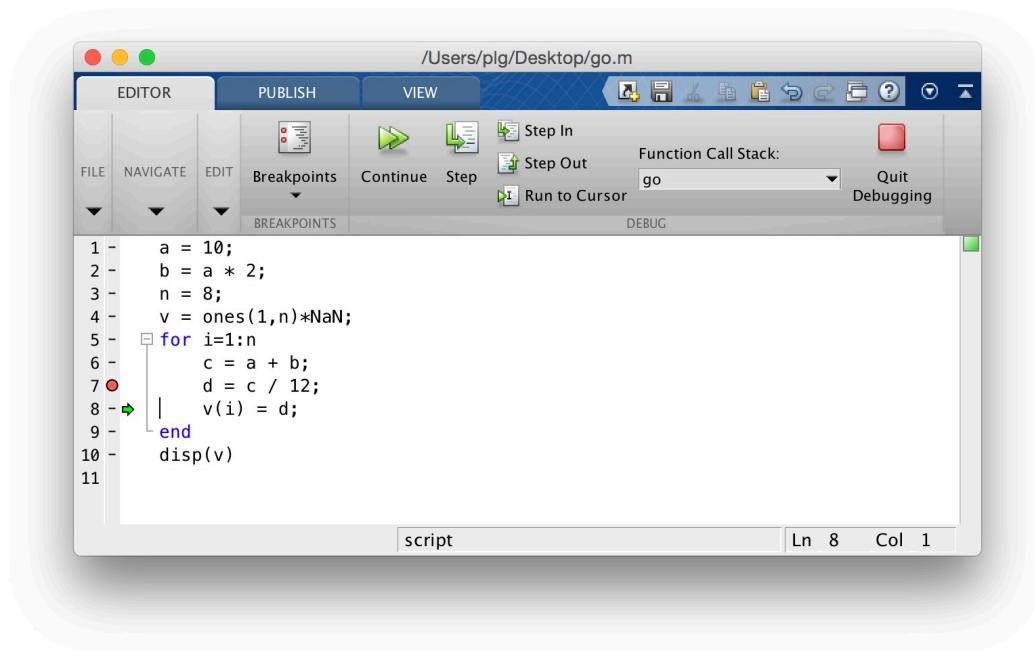 /Users/plg/Desktop/go.m
EDITOR PUBLISH VIEW
FILE NAVIGATE EDIT Breakpoints Continue Step Step In
Step Out
Run to Cursor
Function Call Stack:
go
Quit Debugging
BREAKPOINTS DEBUG
1 - a = 10;
2 - b = a * 2;
3 - n = 8;
4 - v = ones(1,n)*NaN;
5 - for i=1:n
6 - c = a + b;
7 d = c / 12;
8 - v(i) = d;
9 - end
10 - disp(v)
11
script Ln 8 Col 1